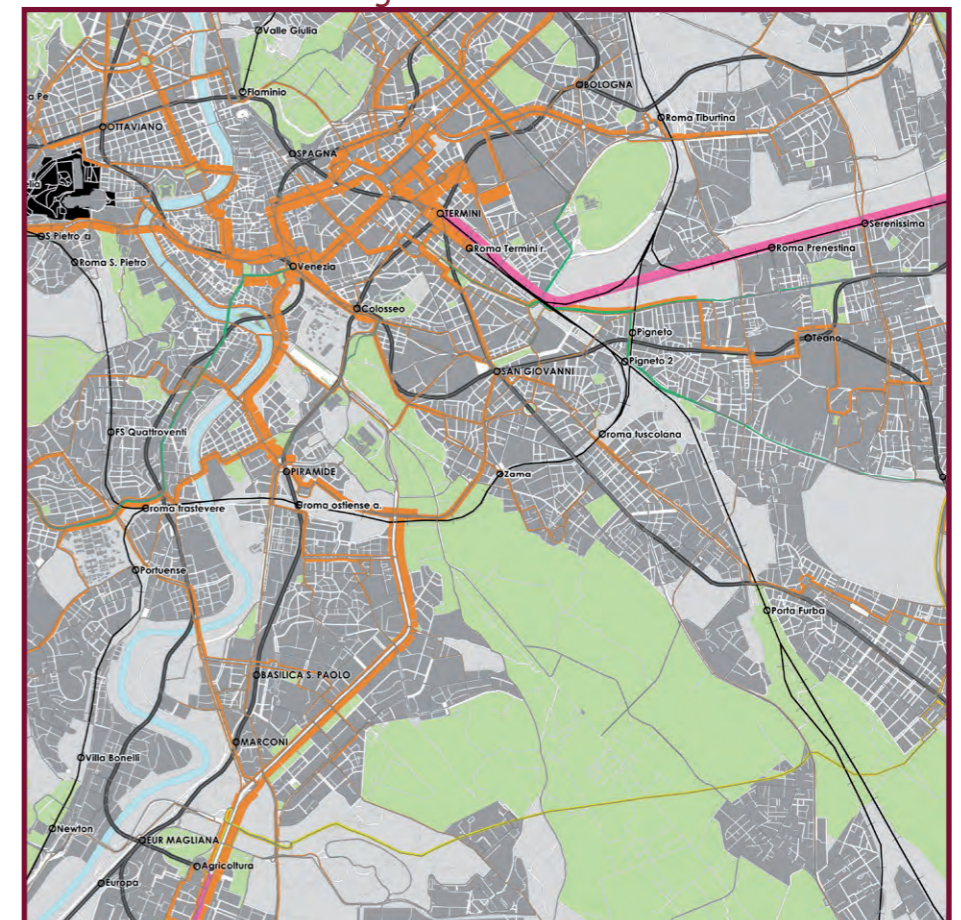 Valle Giulia
Flaminio
BOLOGNA
a Pe
Roma Tiburtina
OTTAVIANO
SPAGNA
TERMINI
Serenissima
S.Pietro a
Roma Termini r.
Roma Prenestina
Roma S. Pietro
Venezia
Colosseo
Pigneto
Teano
Pigneto 2
SAN GIOVANNI
FS Quattroventi
roma tuscolana
PIRAMIDE
Zama
roma trastevere
roma ostiense a.
Portuense
Porta Furba
BASILICA S. PAOLO
MARCONI
Villa Bonelli
Newton
EUR MAGLIANA
Agricoltura
Europa